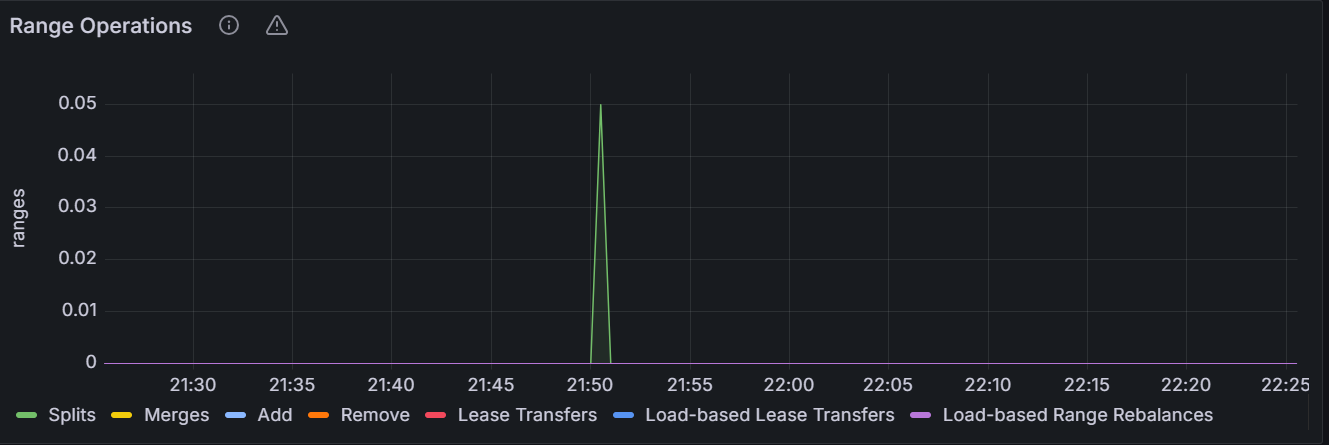 Range Operations
0.05
0.04
0.03
0.02
0.01
0
ranges
21:30 21:35 21:40 21:45 21:50 21:55 22:00 22:05 22:10 22:15 22:20 22:25
Splits Merges Add Remove Lease Transfers Load-based Lease Transfers Load-based Range Rebalances